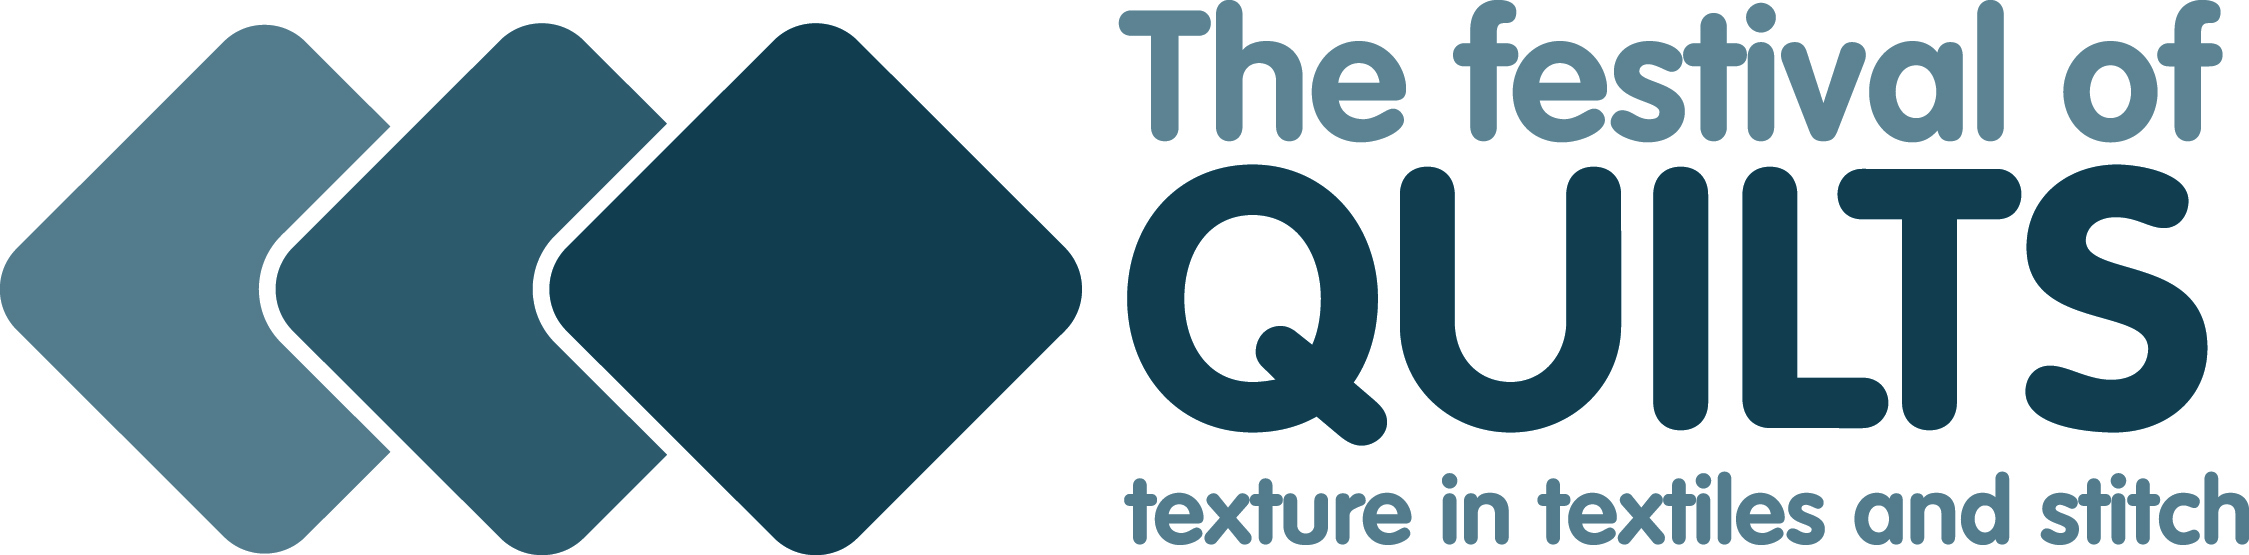 The festival of
QUILTS
texture in textiles and stitch